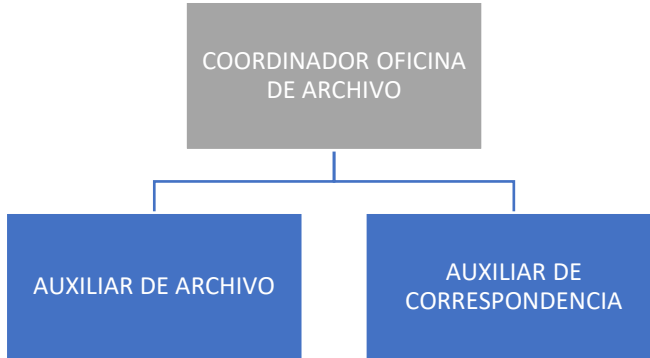 COORDINADOR OFICINA
DE ARCHIVO
AUXILIAR DE ARCHIVO
AUXILIAR DE
CORRESPONDENCIA